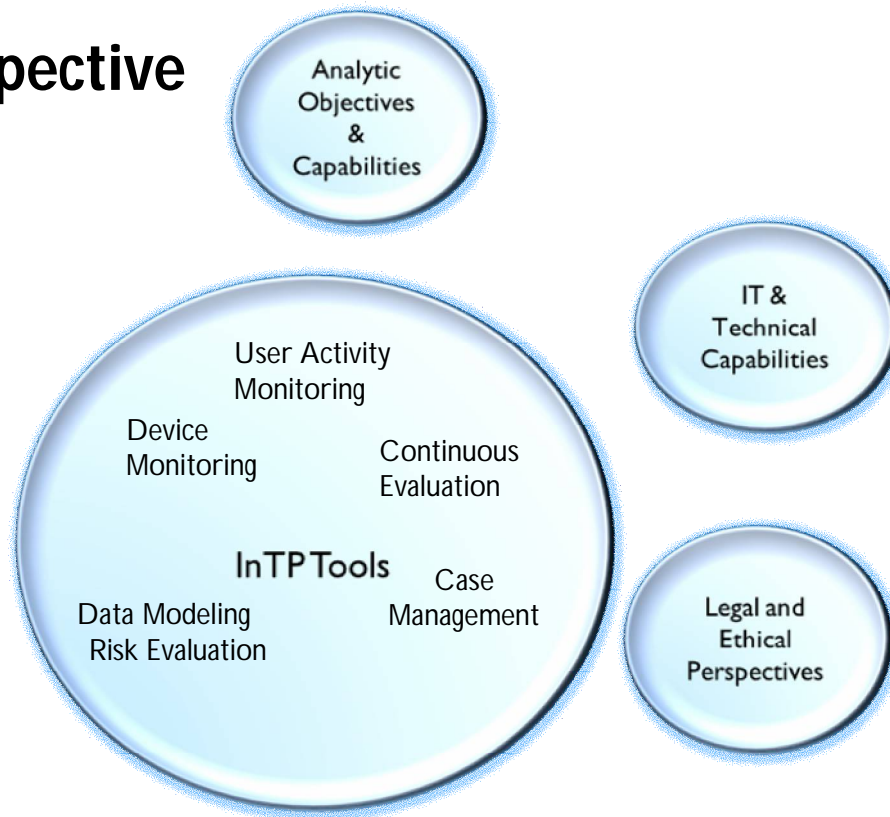 pective
Analytic
Objectives
&
Capabilities
IT &
Technical
Capabilities
User Activity
Monitoring
Device
Monitoring
Continuous
Evaluation
InTP Tools
Case
Management
Data Modeling
Risk Evaluation
Legal and
Ethical
Perspectives